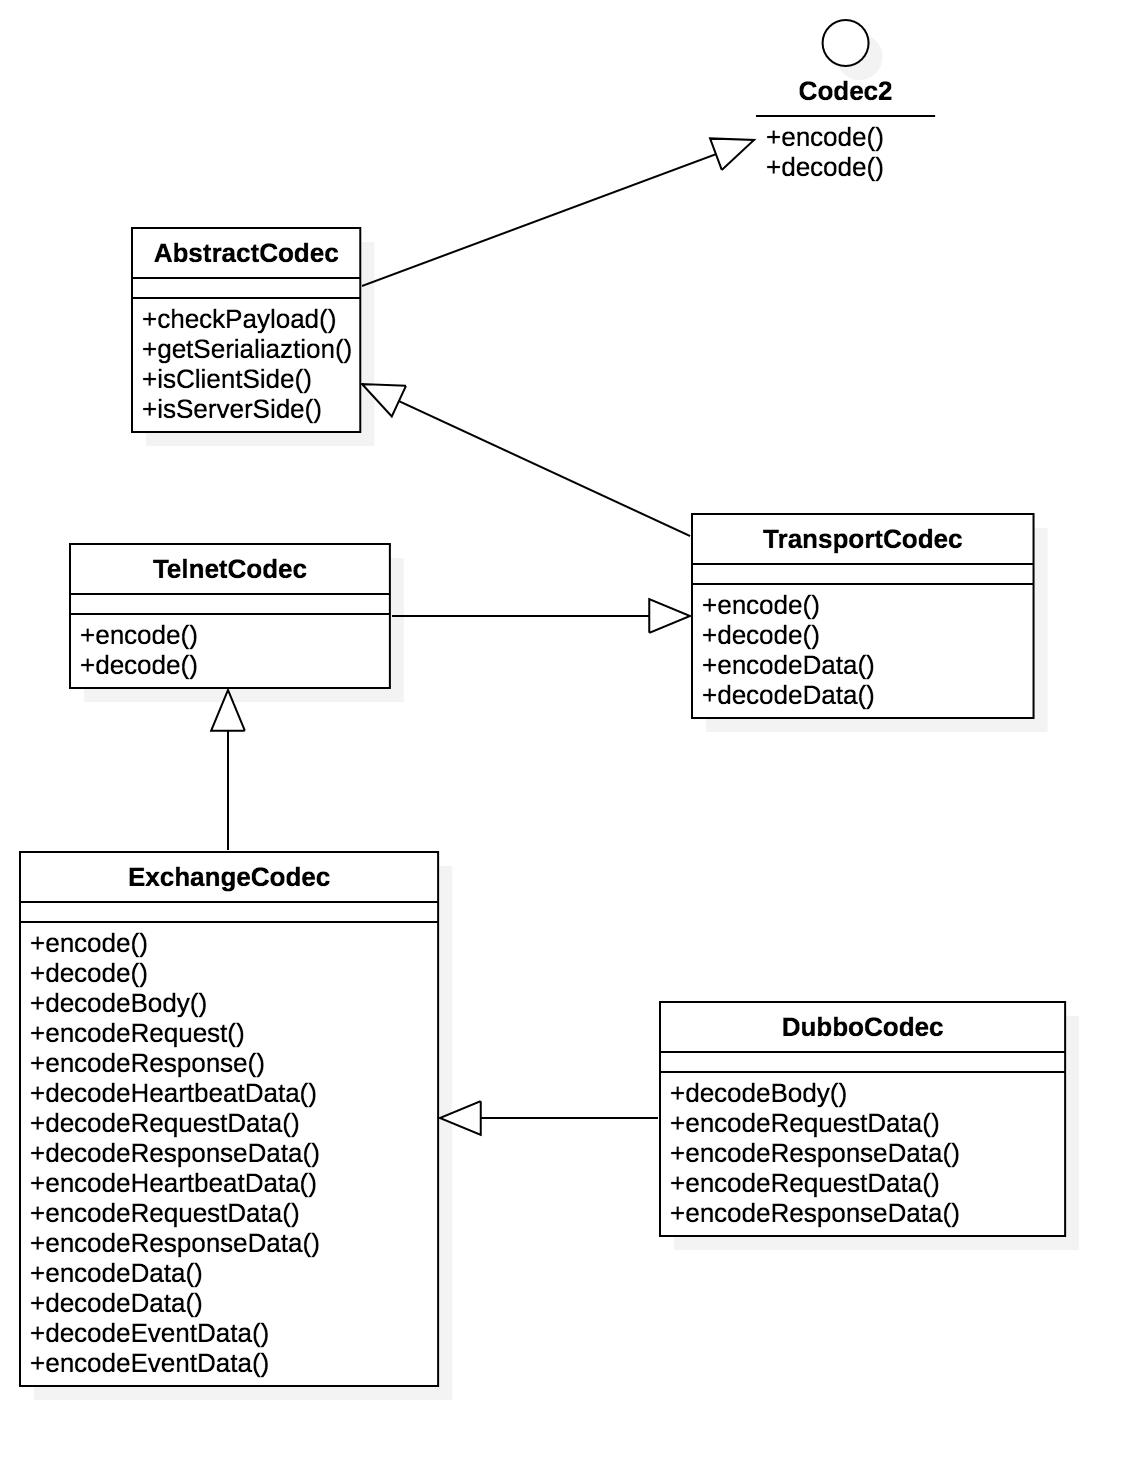 Codec2
+encode()
+decode()
AbstractCodec
+checkPayload()
+getSerialiaztion()
+isClientSide()
+isServerSide()
TransportCodec
+encode()
+decode()
+encodeData()
+decodeData()
TelnetCodec
+encode()
+decode()
ExchangeCodec
+encode()
+decode()
+decodeBody()
+encodeRequest()
+encodeResponse()
+decodeHeartbeatData()
+decodeRequestData()
+decodeResponseData()
+encodeHeartbeatData()
+encodeRequestData()
+encodeResponseData()
+encodeData()
+decodeData()
+decodeEventData()
+encodeEventData()
DubboCodec
+decodeBody()
+encodeRequestData()
+encodeResponseData()
+encodeRequestData()
+encodeResponseData()